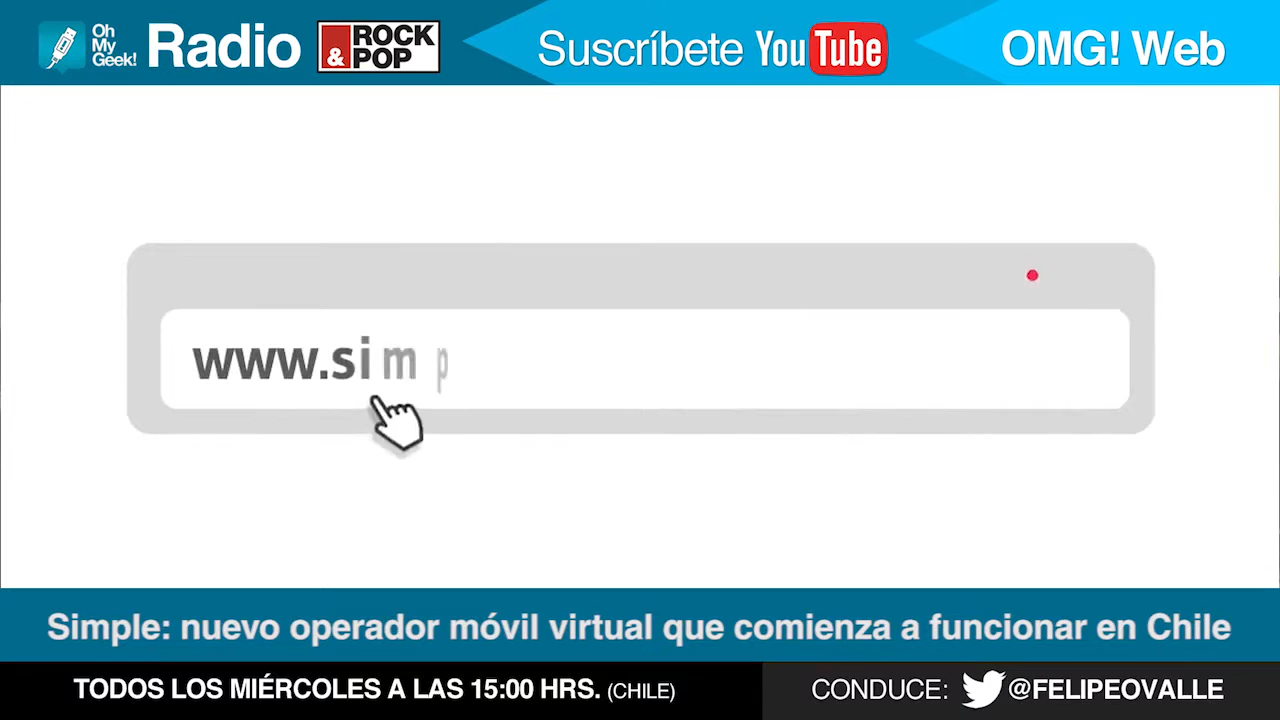 Oh
My
Geek!
Radio
ROCK
& POP
Suscríbete YouTube
OMG! Web
www.simp
Simple: nuevo operador móvil virtual que comienza a funcionar en Chile
TODOS LOS MIÉRCOLES A LAS 15:00 HRS. (CHILE)
CONDUCE: @FELIPEOVALLE